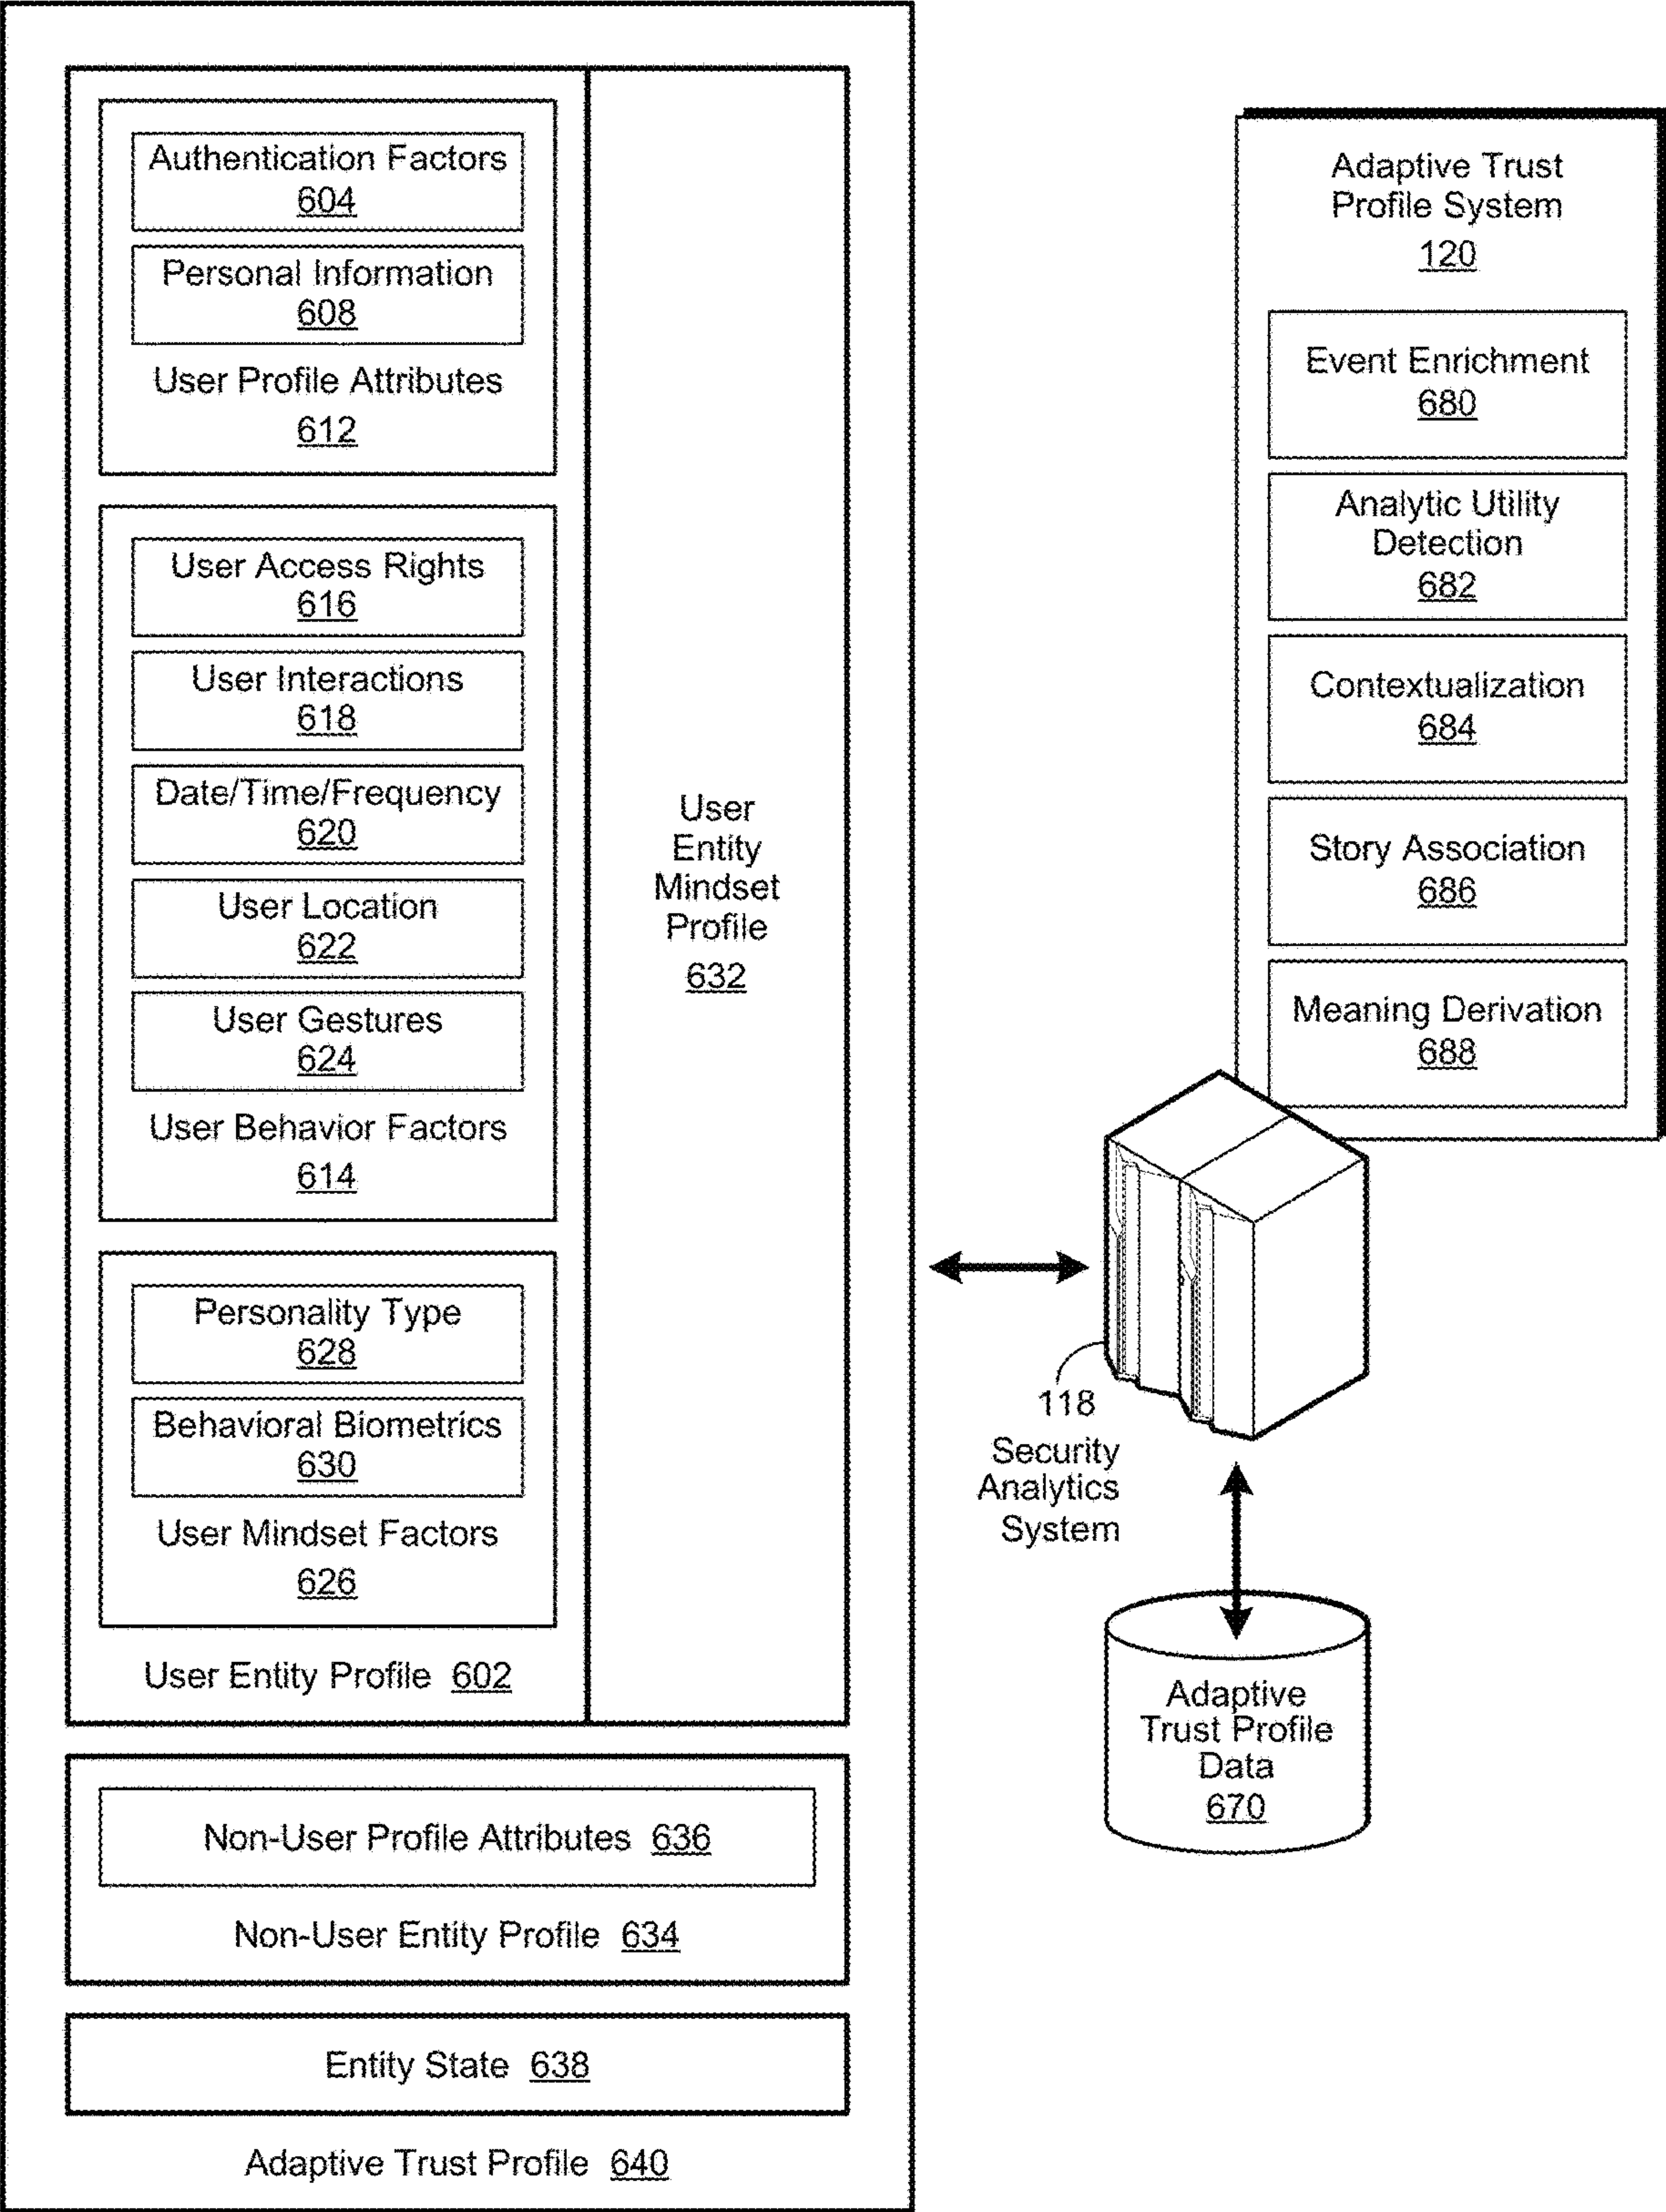 Authentication Factors
604
Personal Information
608
User Profile Attributes
612
User Access Rights
616
User Interactions
618
Date/Time/Frequency
620
User Location
622
User Gestures
624
User Behavior Factors
614
Personality Type
628
Behavioral Biometrics
630
User Mindset Factors
626
User Entity Profile 602
User
Entity
Mindset
Profile
632
Non-User Profile Attributes 636
Non-User Entity Profile 634
Entity State 638
Adaptive Trust Profile 640
Adaptive Trust
Profile System
120
Event Enrichment
680
Analytic Utility
Detection
682
Contextualization
684
Story Association
686
Meaning Derivation
688
118
Security
Analytics
System
Adaptive
Trust Profile
Data
670